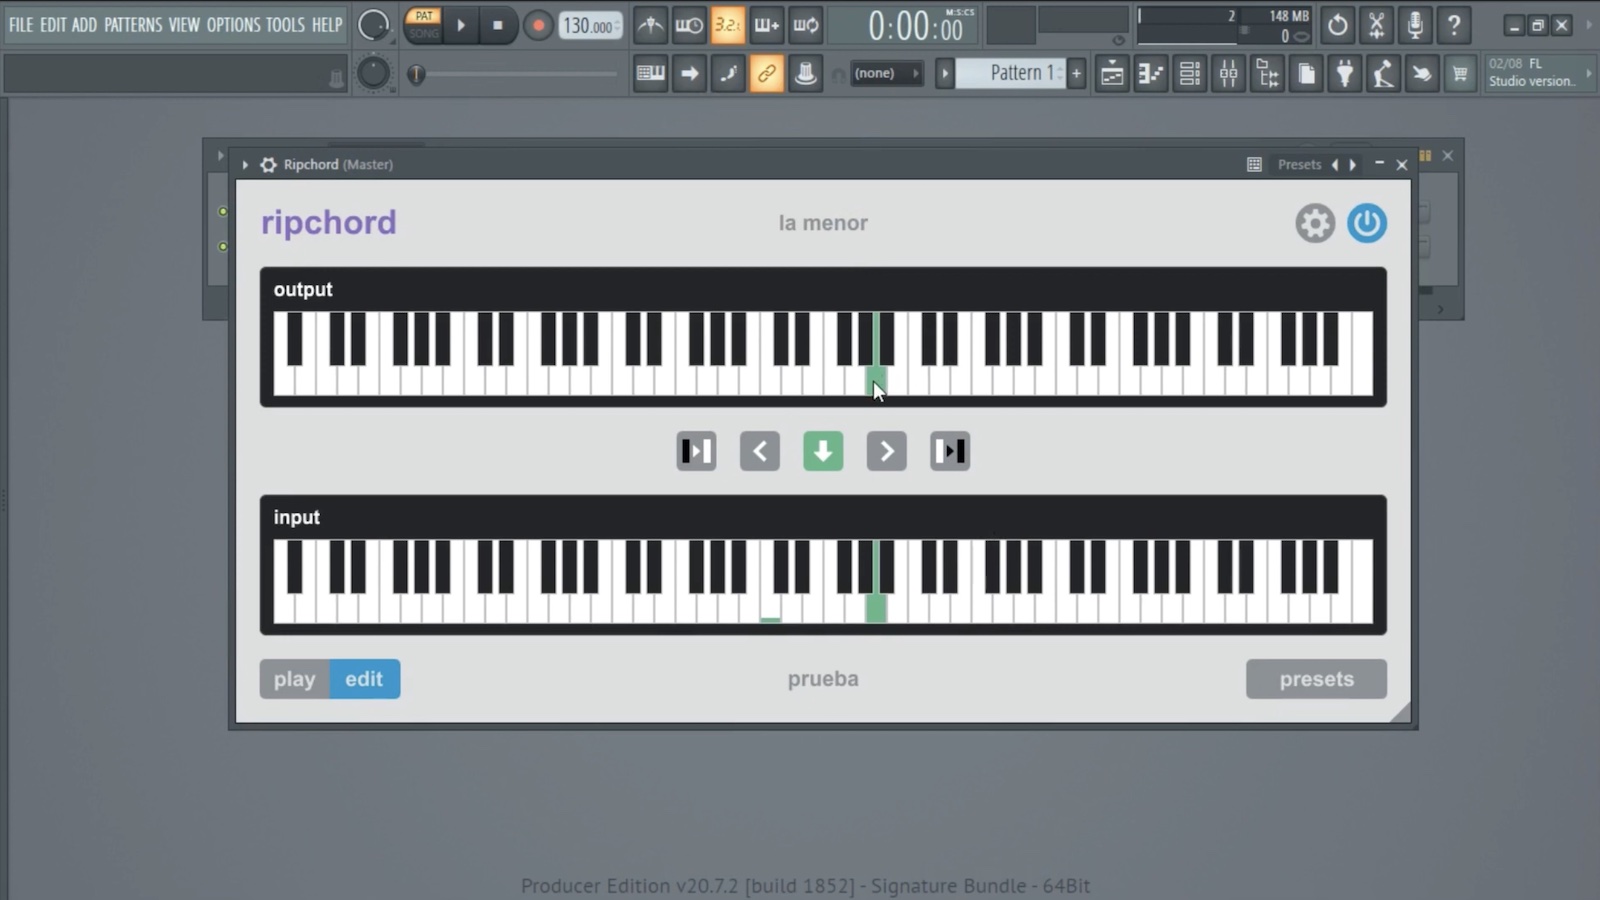 FILE EDIT ADD PATTERNS VIEW OPTIONS TOOLS HELP
PAT
SONG
130.000
3.2.
0:00:00
M:S:CS
2
148 MB
0
?
(none)
Pattern 1
+
02/08 FL
Studio version..
Ripchord (Master)
Presets
ripchord
la menor
output
input
play
edit
prueba
presets
Producer Edition v20.7.2 [build 1852] - Signature Bundle - 64Bit